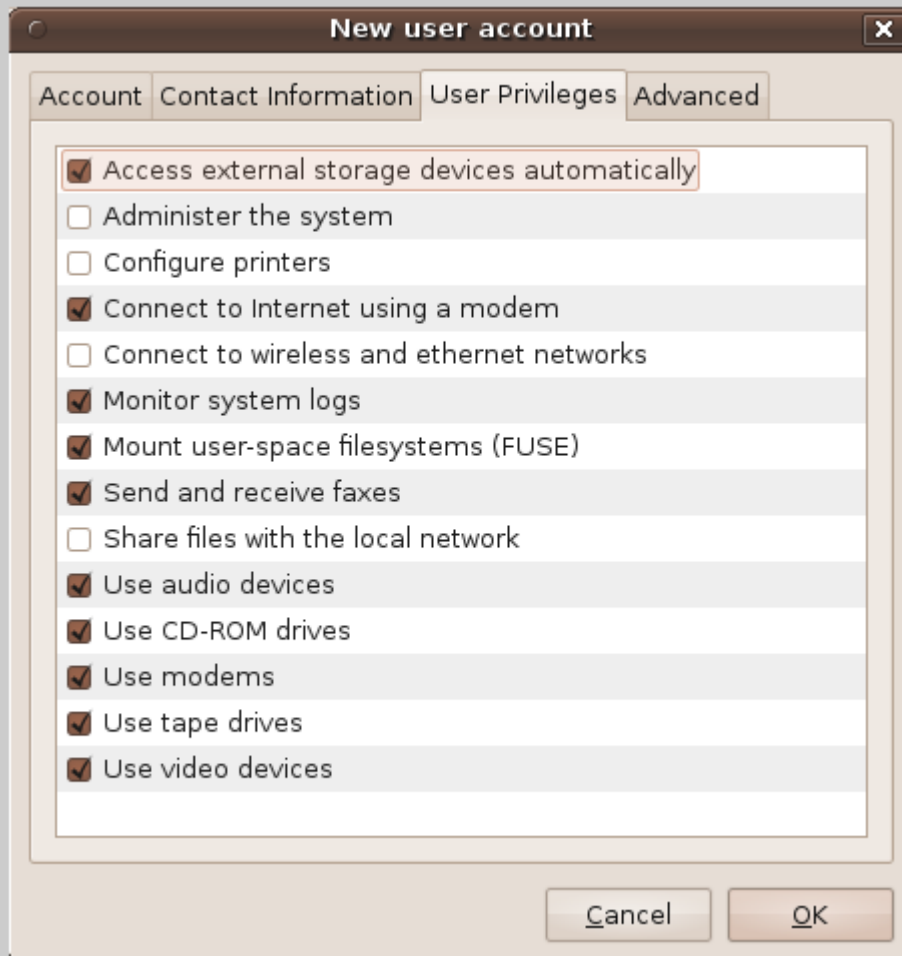 New user account
Account Contact Information User Privileges Advanced
Access external storage devices automatically
Administer the system
Configure printers
Connect to Internet using a modem
Connect to wireless and ethernet networks
Monitor system logs
Mount user-space filesystems (FUSE)
Send and receive faxes
Share files with the local network
Use audio devices
Use CD-ROM drives
Use modems
Use tape drives
Use video devices
Cancel OK